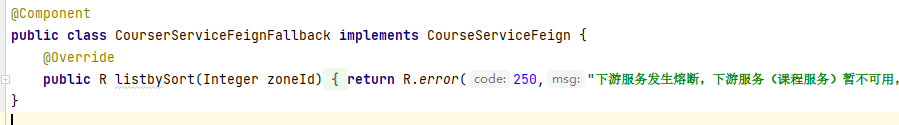 @Component
public class CourserServiceFeignFallback implements CourseServiceFeign {
@Override
public R listbySort(Integer zoneId) { return R.error( code: 250, msg: "下游服务发生熔断，下游服务（课程服务）暂不可用，
}